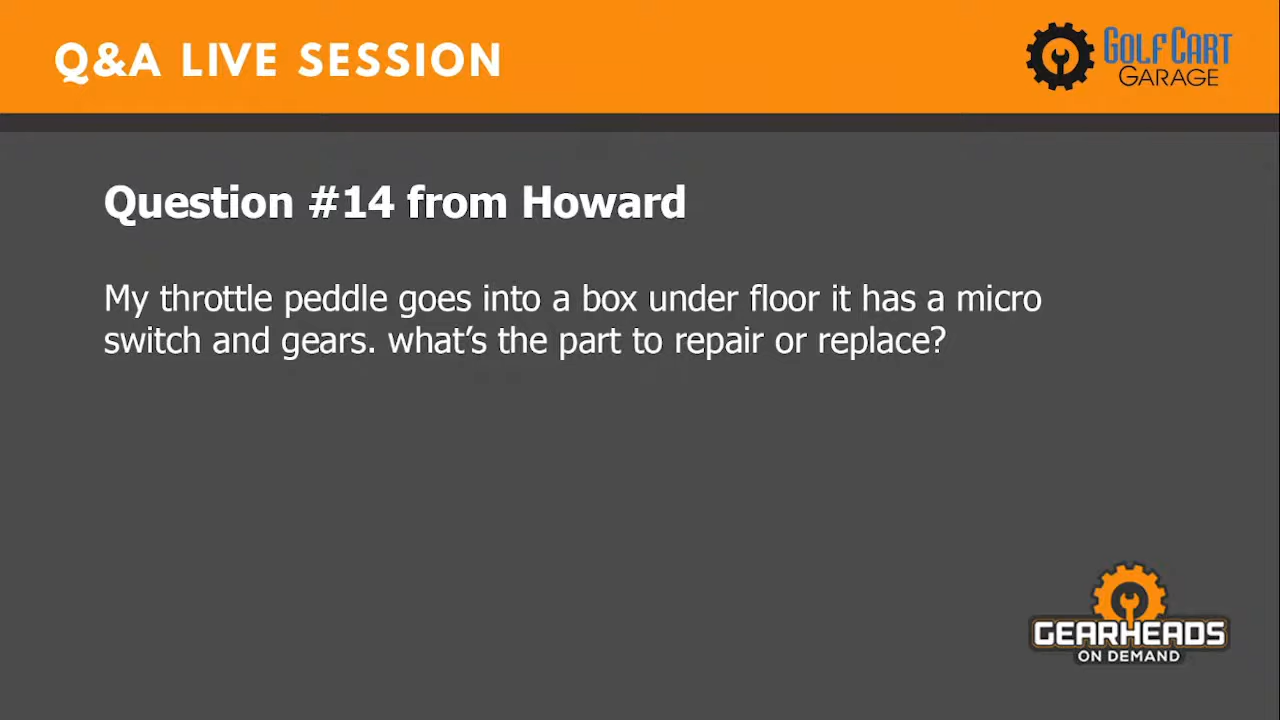 Q&A LIVE SESSION
GOLF CART
GARAGE
Question #14 from Howard
My throttle peddle goes into a box under floor it has a micro
switch and gears. what’s the part to repair or replace?
GEARHEADS
ON DEMAND